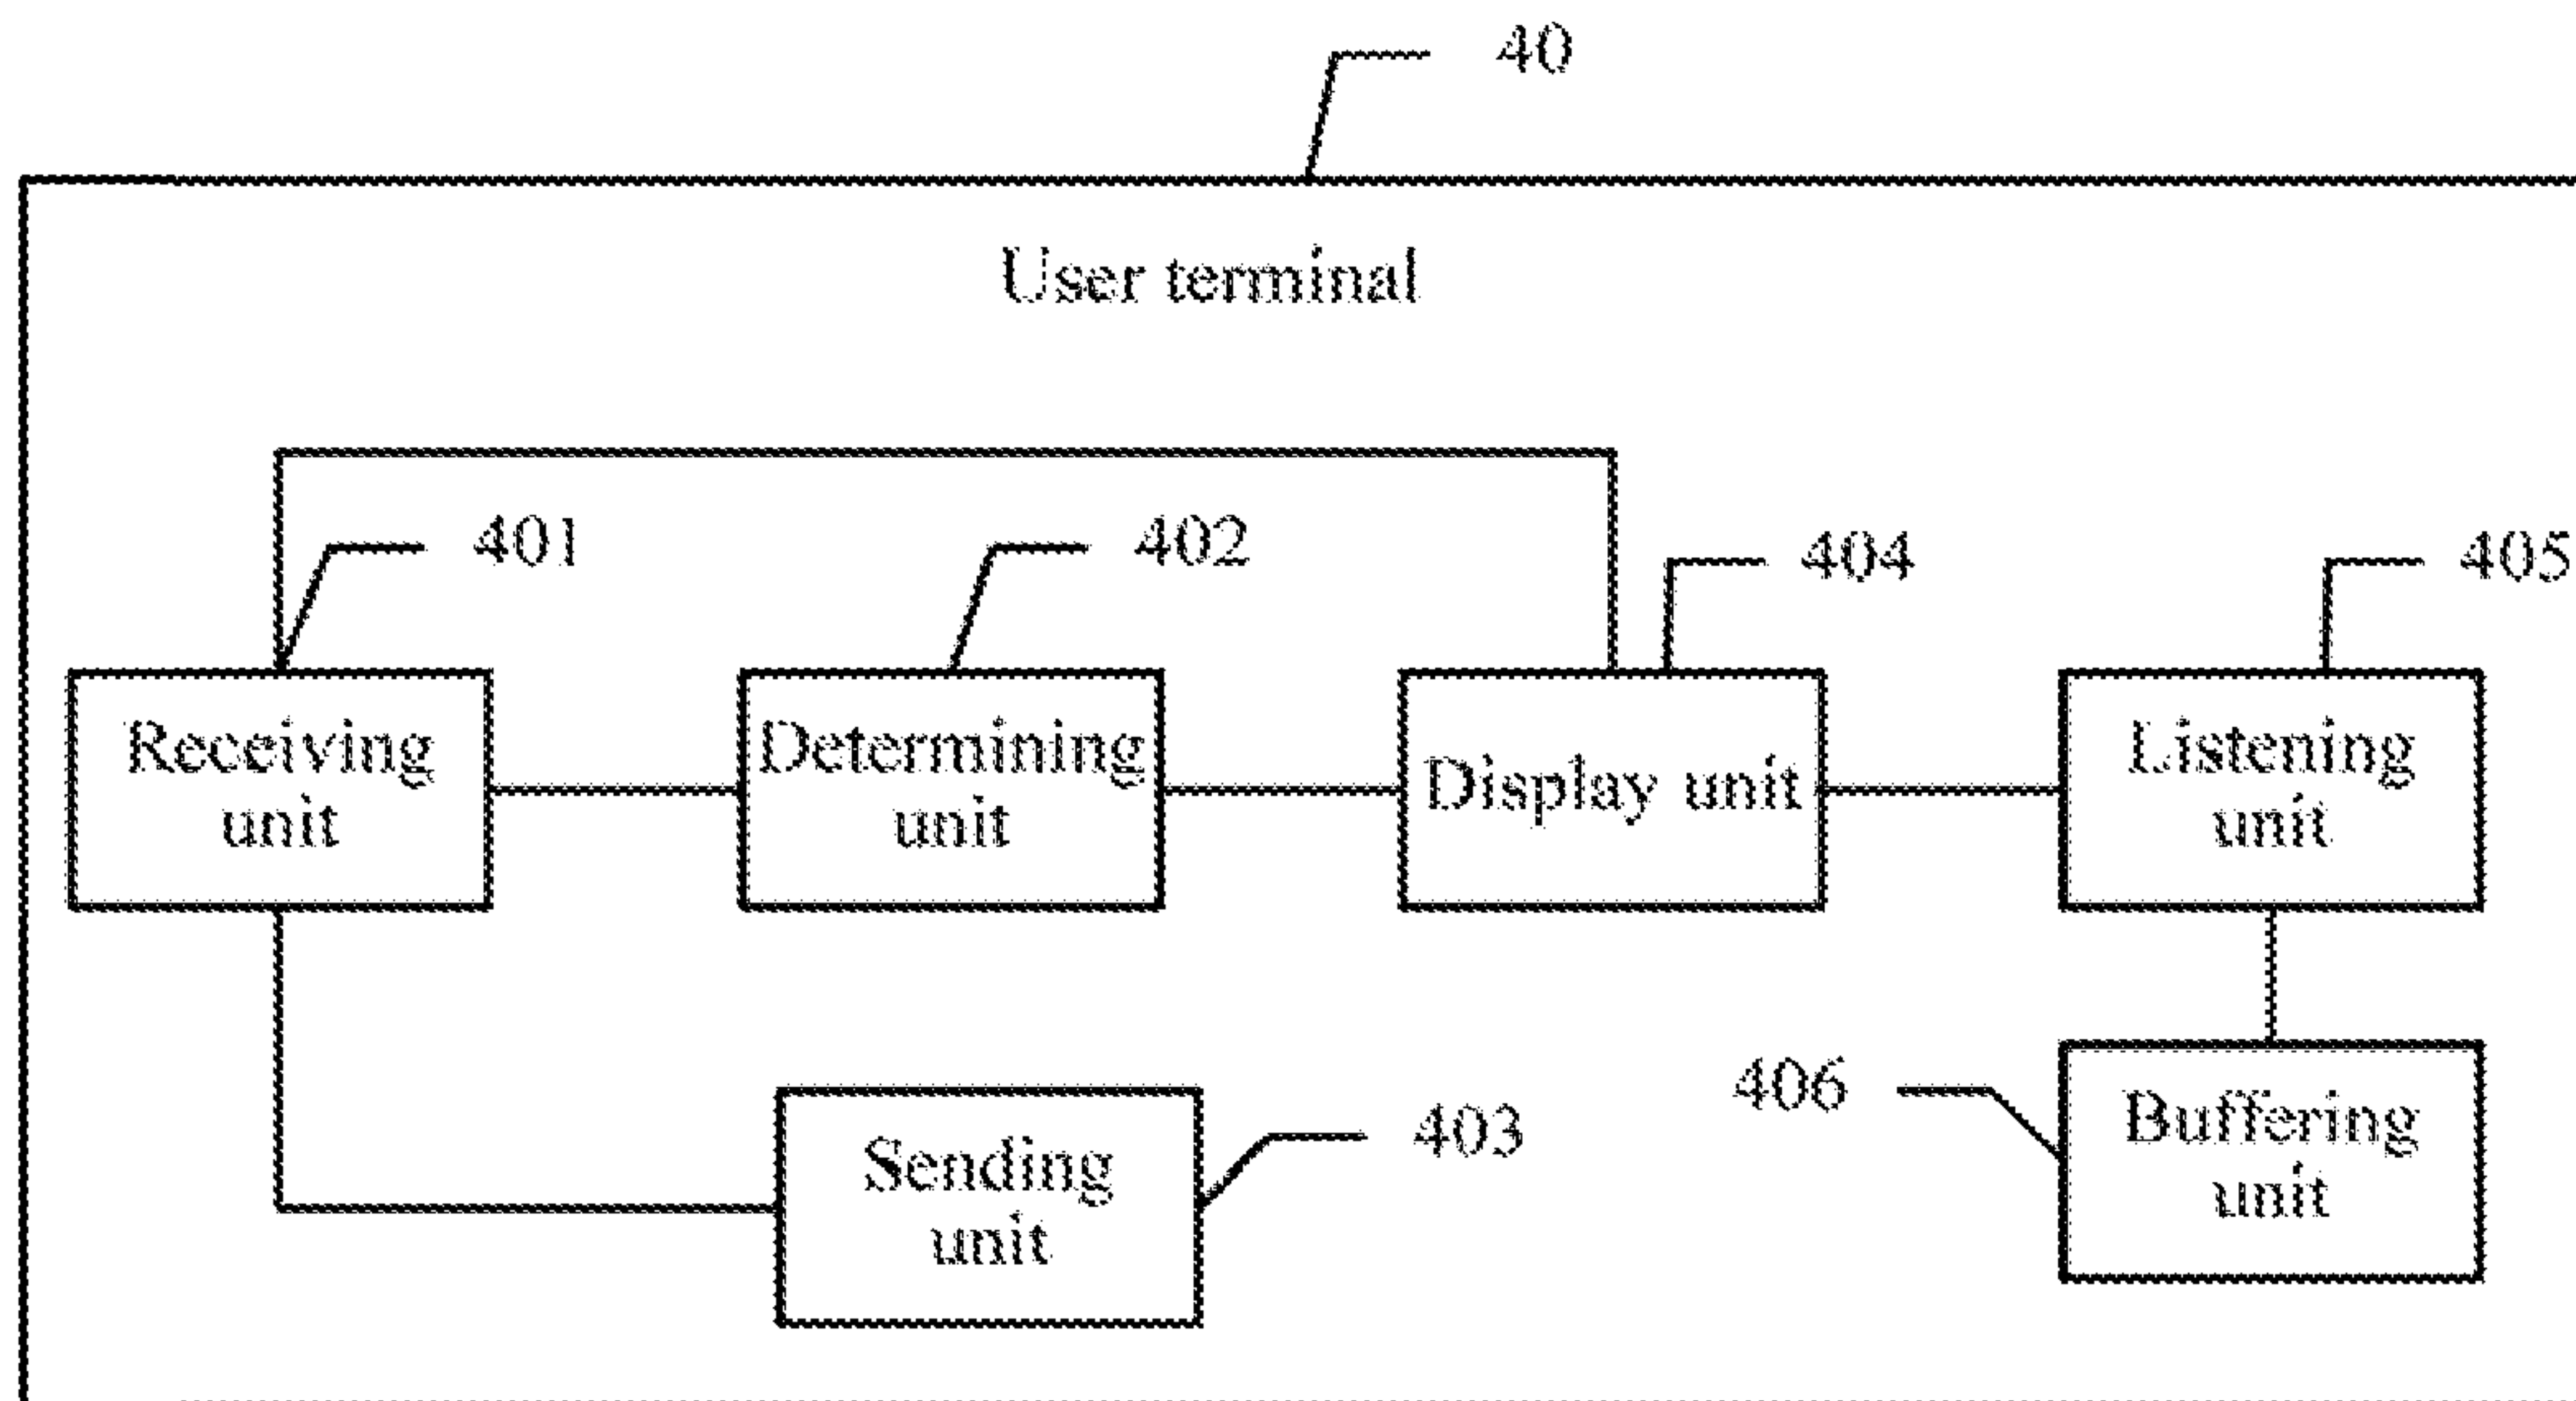 40
User terminal
401
402
404
405
Receiving
unit
Determining
unit
Display unit
Listening
unit
406
403
Sending
unit
Buffering
unit